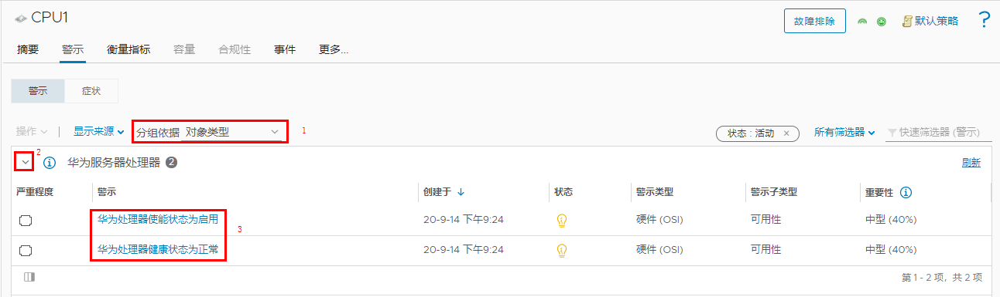 CPU1
故障排除 默认策略 ?
摘要 警示 衡量指标 容量 合规性 事件 更多...
警示 症状
操作 | 显示来源 分组依据 对象类型 1 状态 : 活动 × 所有筛选器 快速筛选器 (警示)
2
华为服务器处理器 2 刷新
严重程度 警示 创建于 ↓ 状态 警示类型 警示子类型 重要性
华为处理器使能状态为启用 20-9-14 下午9:24 硬件 (OSI) 可用性 中型 (40%)
3
华为处理器健康状态为正常 20-9-14 下午9:24 硬件 (OSI) 可用性 中型 (40%)
第 1 - 2 项，共 2 项